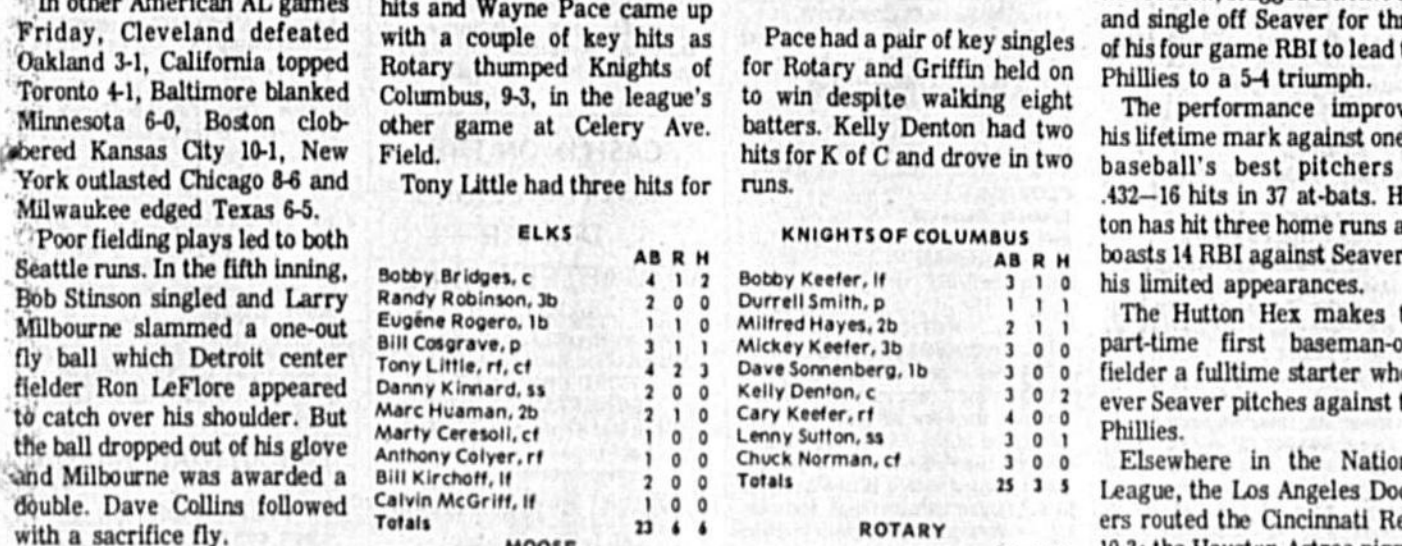 In other American AL games
Friday, Cleveland defeated
Oakland 3-1, California topped
Toronto 4-1, Baltimore blanked
Minnesota 6-0, Boston clob-
bered Kansas City 10-1, New
York outlasted Chicago 8-6 and
Milwaukee edged Texas 6-5.
Poor fielding plays led to both
Seattle runs. In the fifth inning,
Bob Stinson singled and Larry
Milbourne slammed a one-out
fly ball which Detroit center
fielder Ron LeFlore appeared
to catch over his shoulder. But
the ball dropped out of his glove
and Milbourne was awarded a
double. Dave Collins followed
with a sacrifice fly.
hits and Wayne Pace came up
with a couple of key hits as
Rotary thumped Knights of
Columbus, 9-3, in the league's
other game at Celery Ave.
Field.
Tony Little had three hits for
ELKS
AB R H
Bobby Bridges, c 4 1 2
Randy Robinson, 3b 2 0 0
Eugene Rogero, 1b 1 1 0
Bill Cosgrave, p 3 1 1
Tony Little, rf, cf 4 2 3
Danny Kinnard, ss 2 0 0
Marc Huaman, 2b 2 1 0
Marty Ceresoli, cf 1 0 0
Anthony Colyer, rf 1 0 0
Bill Kirchoff, lf 2 0 0
Calvin McGriff, lf 1 0 0
Totals 23 6 6
MOOSE
Pace had a pair of key singles
for Rotary and Griffin held on
to win despite walking eight
batters. Kelly Denton had two
hits for K of C and drove in two
runs.
KNIGHTS OF COLUMBUS
AB R H
Bobby Keefer, lf 3 1 0
Durrell Smith, p 1 1 1
Milfred Hayes, 2b 2 1 1
Mickey Keefer, 3b 3 0 0
Dave Sonnenberg, 1b 3 0 0
Kelly Denton, c 3 0 2
Cary Keefer, rf 4 0 0
Lenny Sutton, ss 3 0 1
Chuck Norman, cf 3 0 0
Totals 25 3 5
ROTARY
and single off Seaver for
of his four game RBI to lead
Phillies to a 5-4 triumph.
The performance
his lifetime mark against
baseball's best pitchers
.432—16 hits in 37 at-bats.
ton has hit three home runs
boasts 14 RBI against Seaver
his limited appearances.
The Hutton Hex makes
part-time first
fielder a fulltime starter
ever Seaver pitches against
Phillies.
Elsewhere in the
League, the Los Angeles
ers routed the Cincinnati